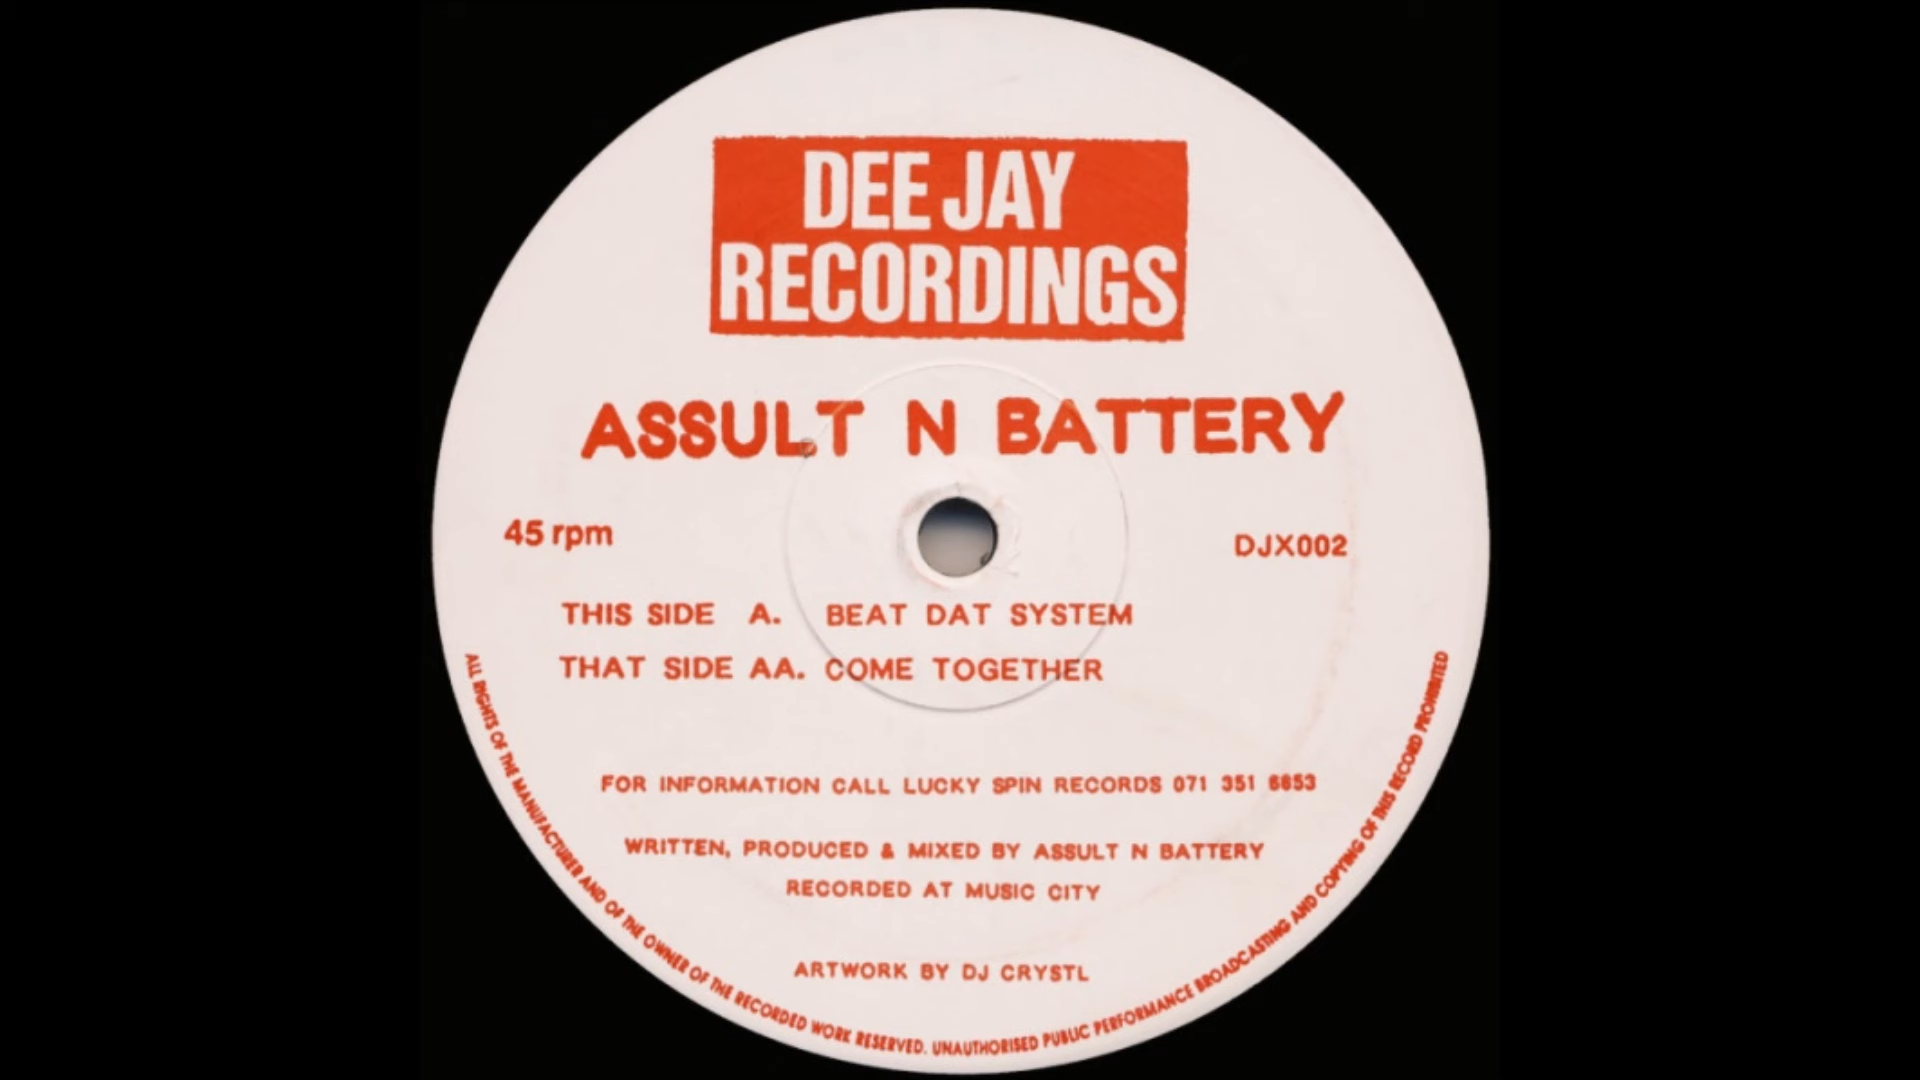 DEE JAY
RECORDINGS
ASSULT N BATTERY
45 rpm
DJX002
THIS SIDE A. BEAT DAT SYSTEM
THAT SIDE AA. COME TOGETHER
FOR INFORMATION CALL LUCKY SPIN RECORDS 071 351 6853
WRITTEN, PRODUCED & MIXED BY ASSULT N BATTERY
RECORDED AT MUSIC CITY
ARTWORK BY DJ CRYSTL
ALL RIGHTS OF THE MANUFACTURER AND OF THE OWNER OF THE RECORDED WORK RESERVED. UNAUTHORISED PUBLIC PERFORMANCE BROADCASTING AND COPYING OF THIS RECORD PROHIBITED